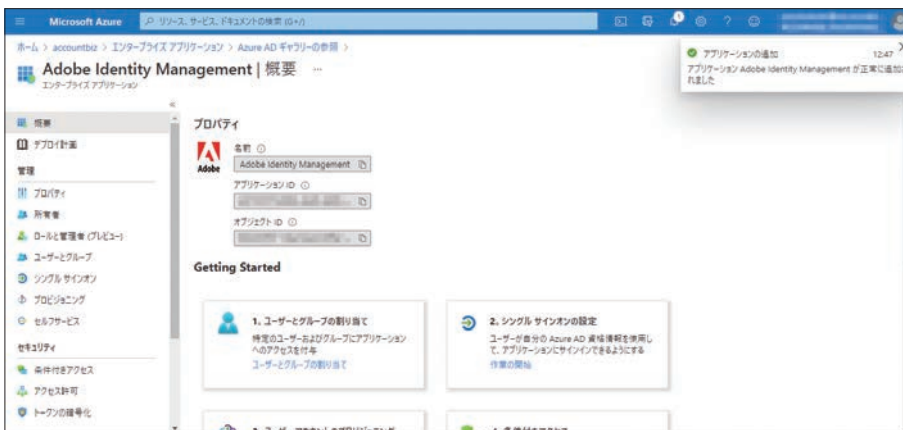 Microsoft Azure
リソース、サービス、ドキュメントの検索 (G+/)
ホーム > accountbiz > エンタープライズ アプリケーション > Azure AD ギャラリーの参照 >
Adobe Identity Management | 概要 …
エンタープライズ アプリケーション
アプリケーションの追加 12:47
アプリケーション Adobe Identity Management が正常に追加
れました
«
概要
デプロイ計画
管理
プロパティ
所有者
ロールと管理者 (プレビュー)
ユーザーとグループ
シングル サインオン
プロビジョニング
セルフサービス
セキュリティ
条件付きアクセス
アクセス許可
トークンの暗号化
プロパティ
Adobe
名前
Adobe Identity Management
アプリケーション ID
オブジェクト ID
Getting Started
1. ユーザーとグループの割り当て
特定のユーザーおよびグループにアプリケーション
へのアクセスを付与
ユーザーとグループの割り当て
2. シングル サインオンの設定
ユーザーが自分の Azure AD 資格情報を使用し
て、アプリケーションにサインインできるようにする
作業の開始